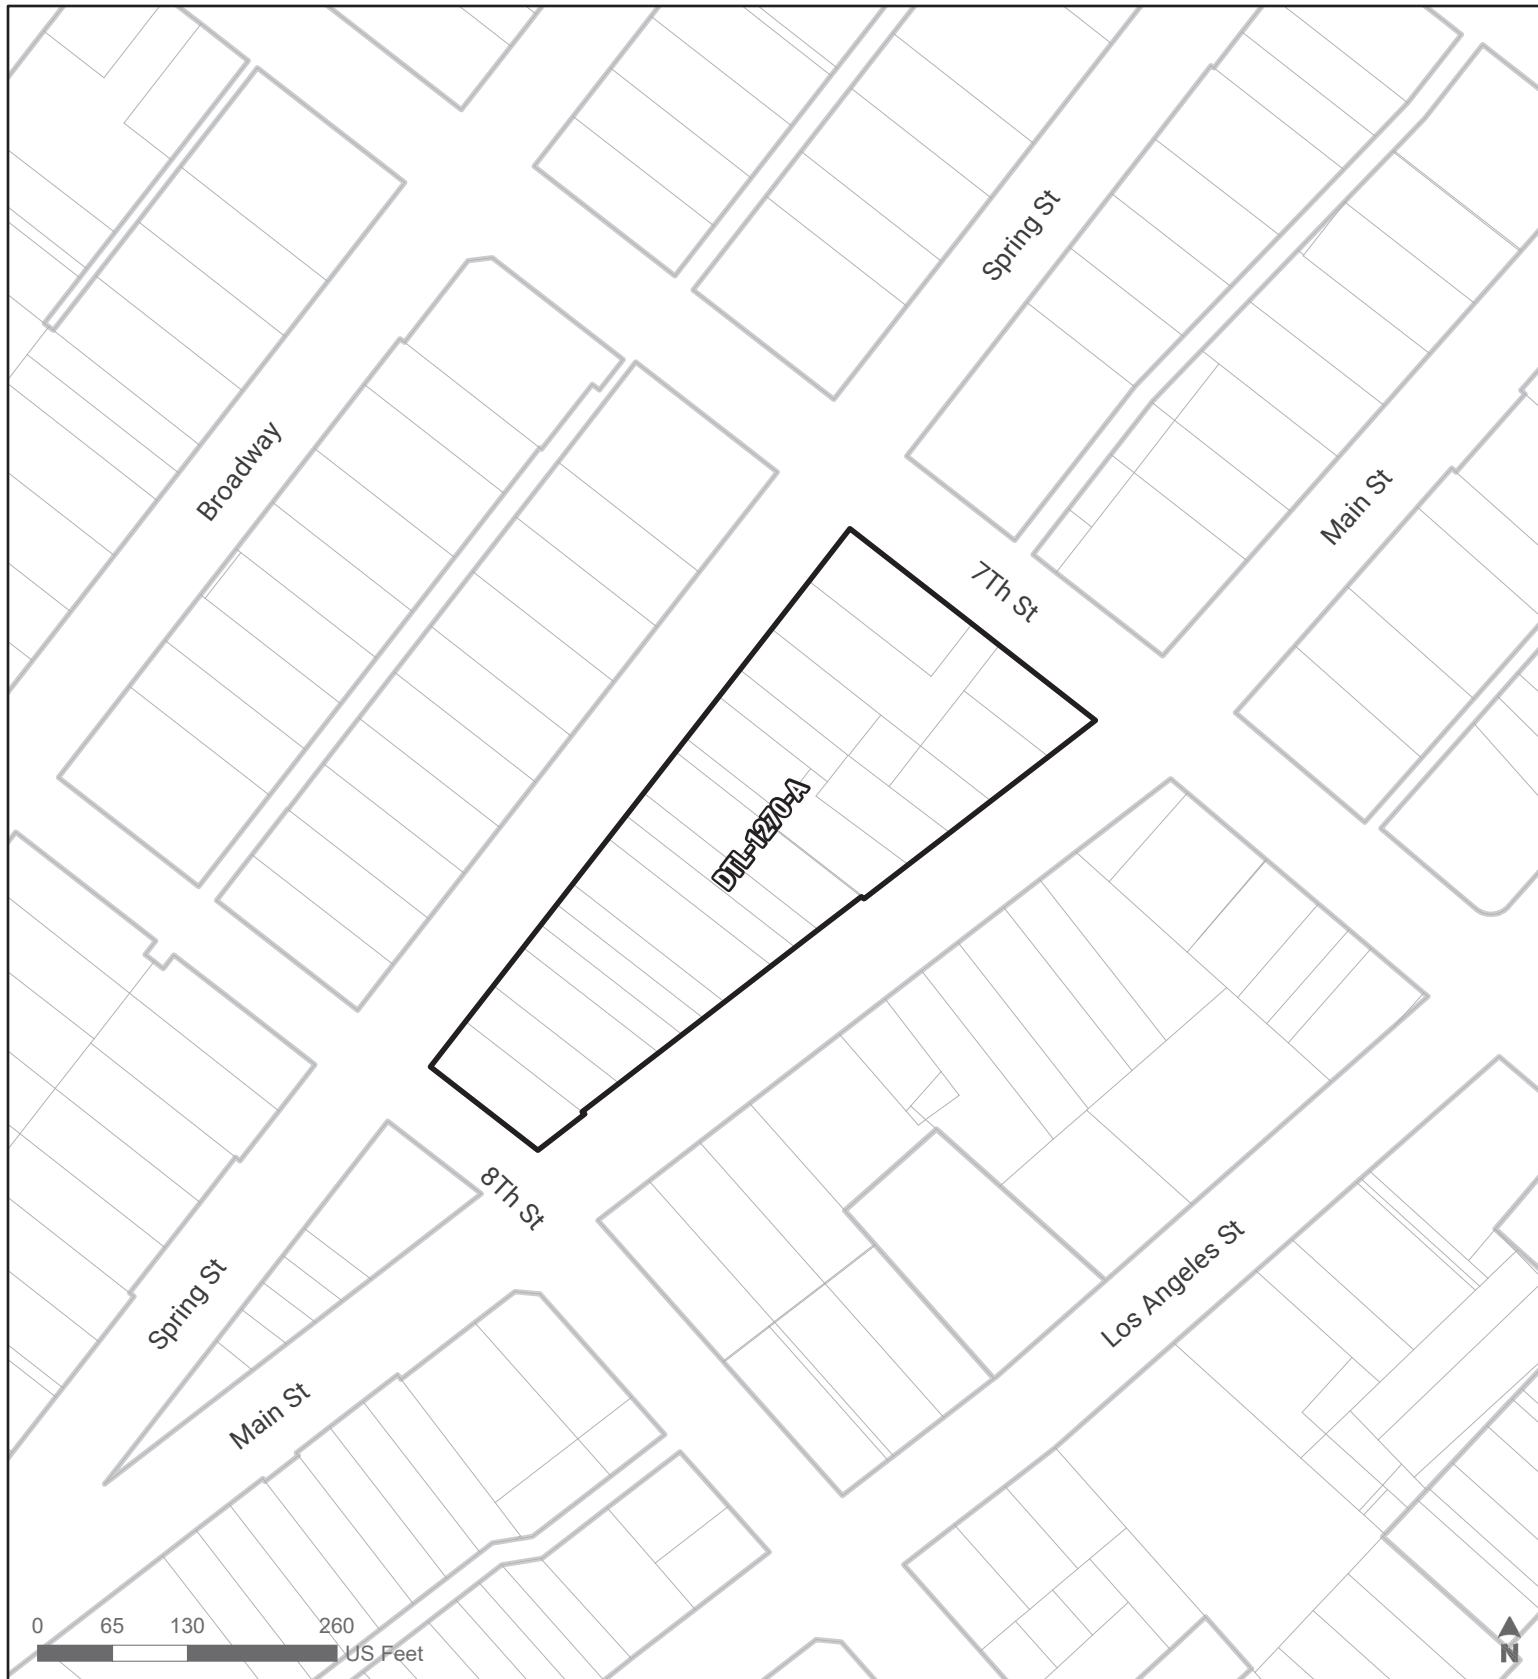 Spring St
Main St
Broadway
7Th St
DTL-1270-A
8Th St
Los Angeles St
Spring St
Main St
0 65 130 260
US Feet
N